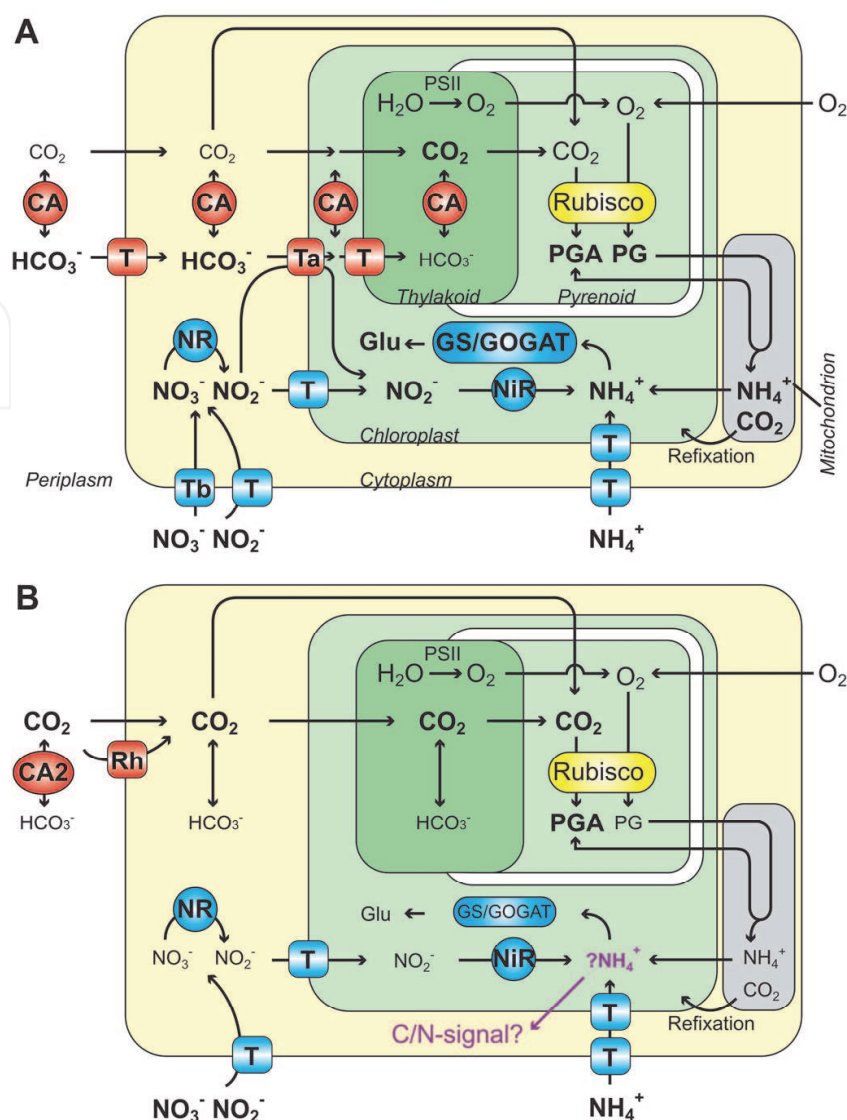 A
PSII
H₂O O₂ O₂ O₂
CO₂ CO₂ CO₂ CO₂
CA CA CA CA Rubisco
HCO₃⁻ T HCO₃⁻ Ta T HCO₃⁻ PGA PG
Thylakoid Pyrenoid
NR Glu GS/GOGAT
NO₃⁻ NO₂⁻ T NO₂⁻ NiR NH₄⁺ NH₄⁺
CO₂
Mitochondrion
Chloroplast T Refixation
Periplasm Tb T Cytoplasm T
NO₃⁻ NO₂⁻ NH₄⁺
B
PSII
H₂O O₂ O₂ O₂
CO₂ CO₂ CO₂ CO₂
CA2 Rh Rubisco
HCO₃⁻ HCO₃⁻ HCO₃⁻ PGA PG
NR Glu GS/GOGAT
NO₃⁻ NO₂⁻ T NO₂⁻ NiR ?NH₄⁺ NH₄⁺
CO₂
C/N-signal? T Refixation
T T
NO₃⁻ NO₂⁻ NH₄⁺